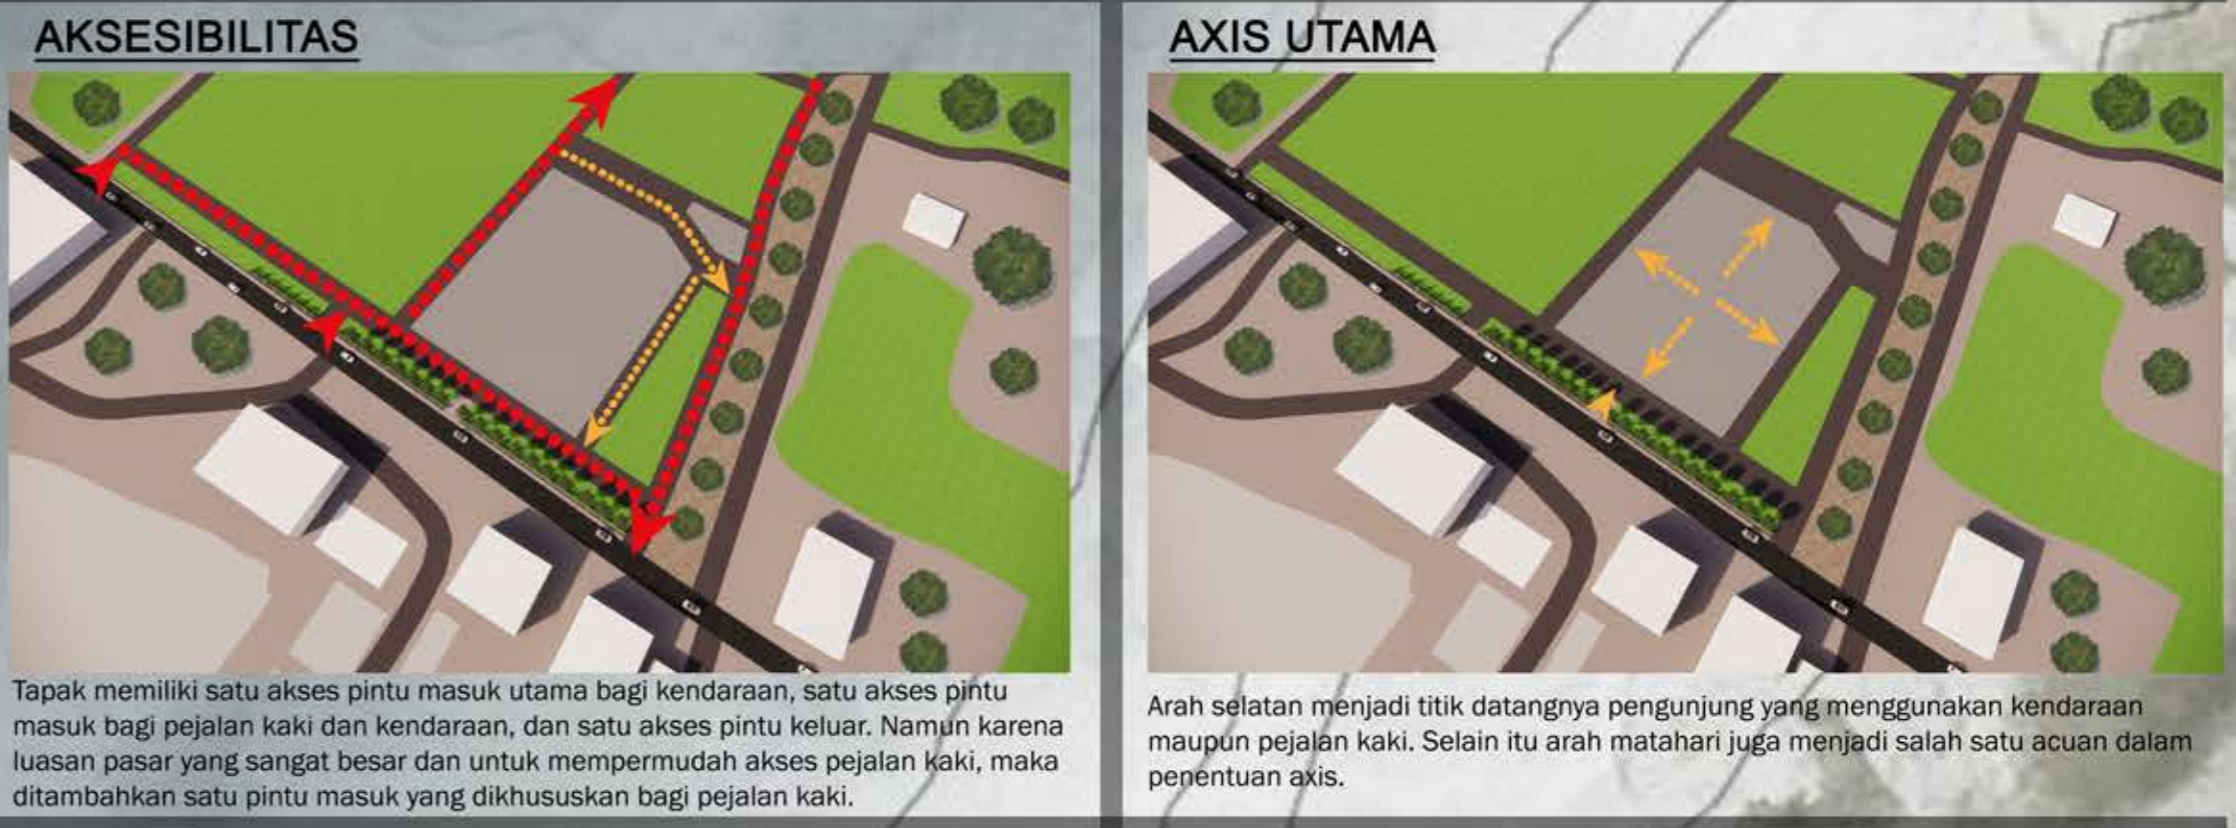 AKSESIBILITAS
Tapak memiliki satu akses pintu masuk utama bagi kendaraan, satu akses pintu
masuk bagi pejalan kaki dan kendaraan, dan satu akses pintu keluar. Namun karena
luasan pasar yang sangat besar dan untuk mempermudah akses pejalan kaki, maka
ditambahkan satu pintu masuk yang dikhususkan bagi pejalan kaki.
AXIS UTAMA
Arah selatan menjadi titik datangnya pengunjung yang menggunakan kendaraan
maupun pejalan kaki. Selain itu arah matahari juga menjadi salah satu acuan dalam
penentuan axis.